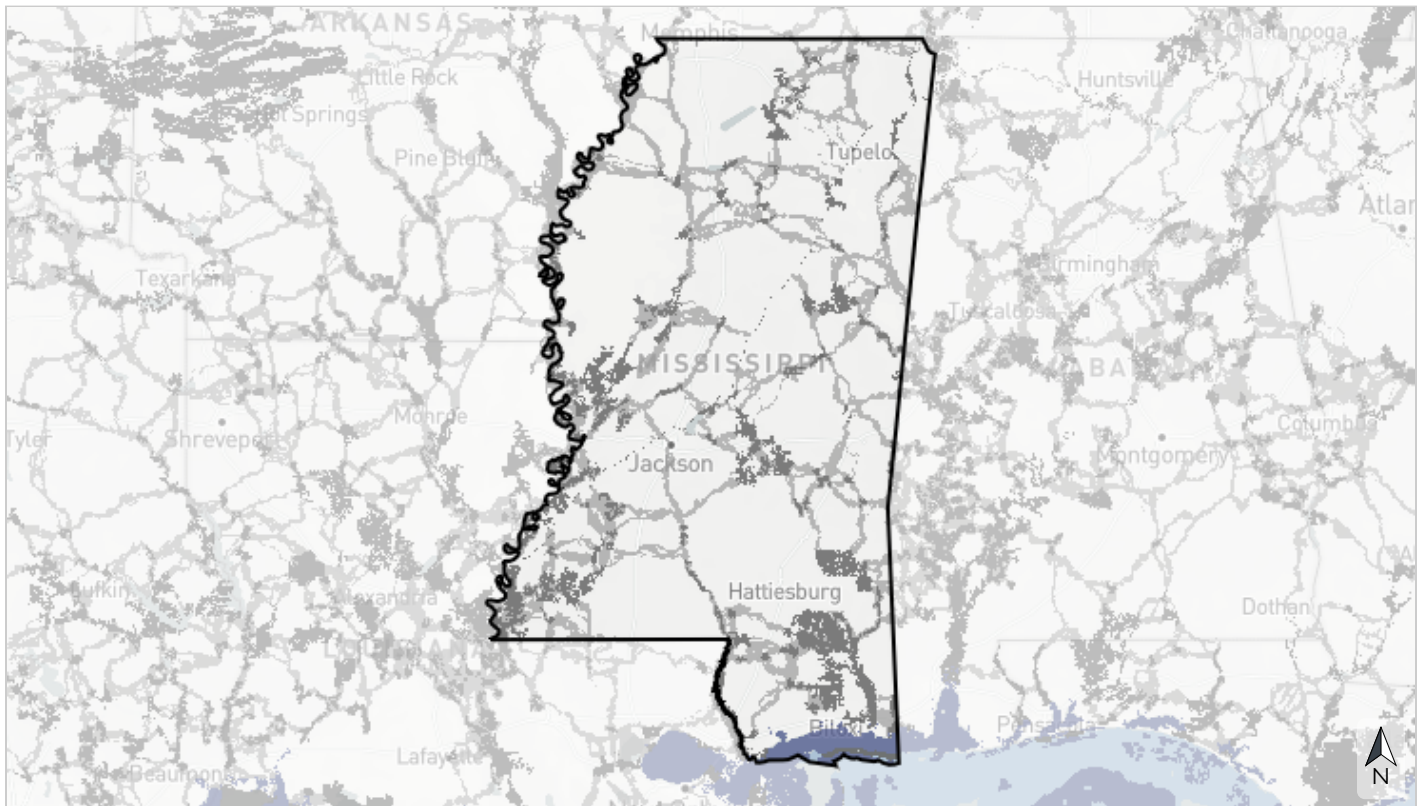 ARKANSAS
Memphis
Chattanooga
Little Rock
Huntsville
Springs
Pine Bluff
Tupelo
Atlan
Texarkana
Birmingham
Tuscaloosa
MISSISSIPPI
Monroe
Tyler
Shreveport
Columbus
Montgomery
Jackson
Lufkin
Alexandria
Hattiesburg
Dothan
Biloxi
Pensacola
Lafayette
Beaumont
N